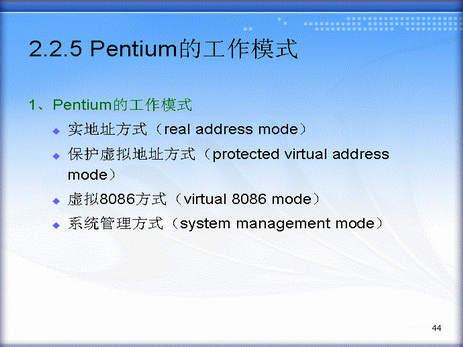 2.2.5 Pentium的工作模式
1、Pentium的工作模式
实地址方式（real address mode）
保护虚拟地址方式（protected virtual address
mode）
虚拟8086方式（virtual 8086 mode）
系统管理方式（system management mode）
44